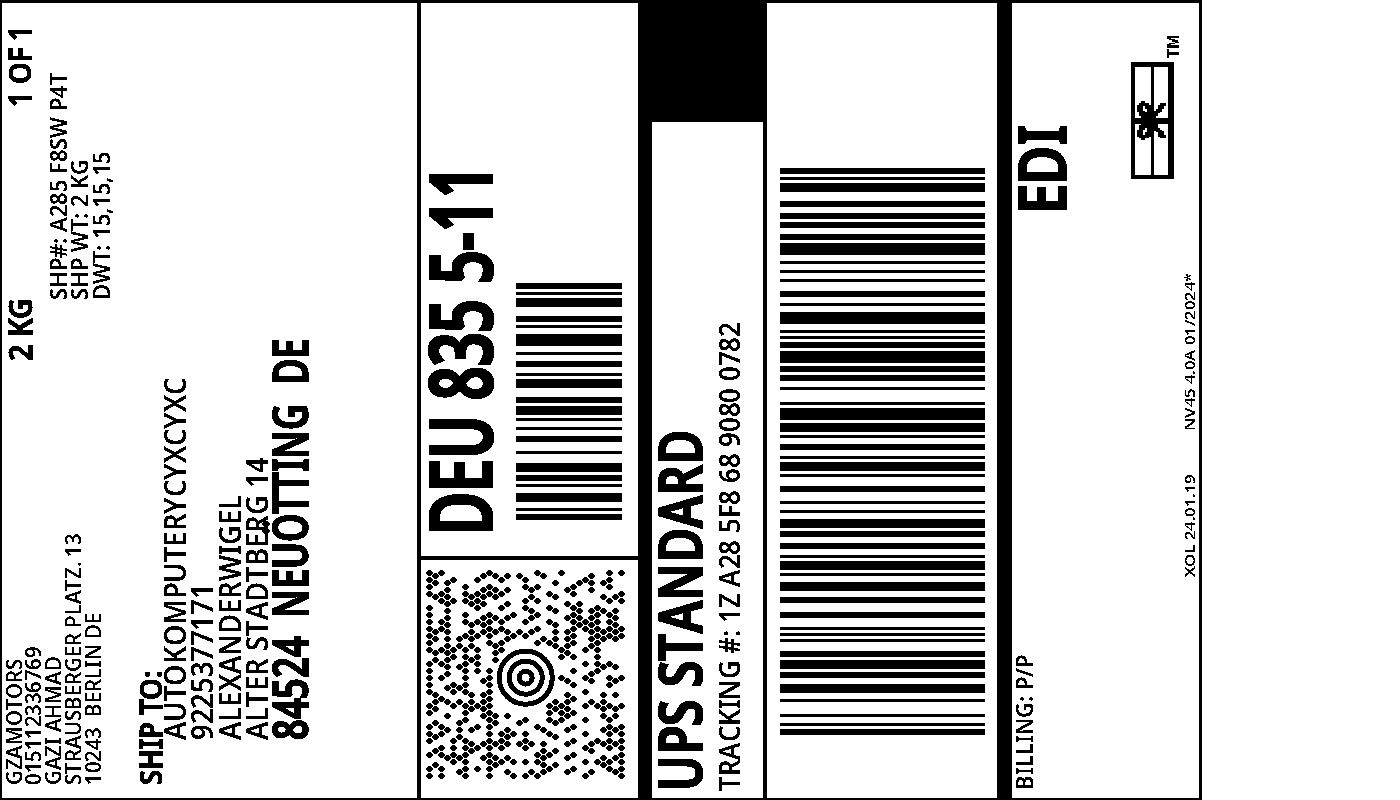 GZAMOTORS
015112336769
GAZI AHMAD
STRAUSBERGER PLATZ. 13
10243 BERLIN DE
2 KG
1 OF 1
SHP#: A285 F8SW P4T
SHP WT: 2 KG
DWT: 15,15,15
SHIP TO:
AUTOKOMPUTERYCYXCYXC
9225377171
ALEXANDERWIGEL
ALTER STADTBERG 14
84524 NEUÖTTING DE
DEU 835 5-11
UPS STANDARD
TRACKING #: 1Z A28 5F8 68 9080 0782
BILLING: P/P
EDI
XOL 24.01.19
NV45 4.0A 01/2024*
TM